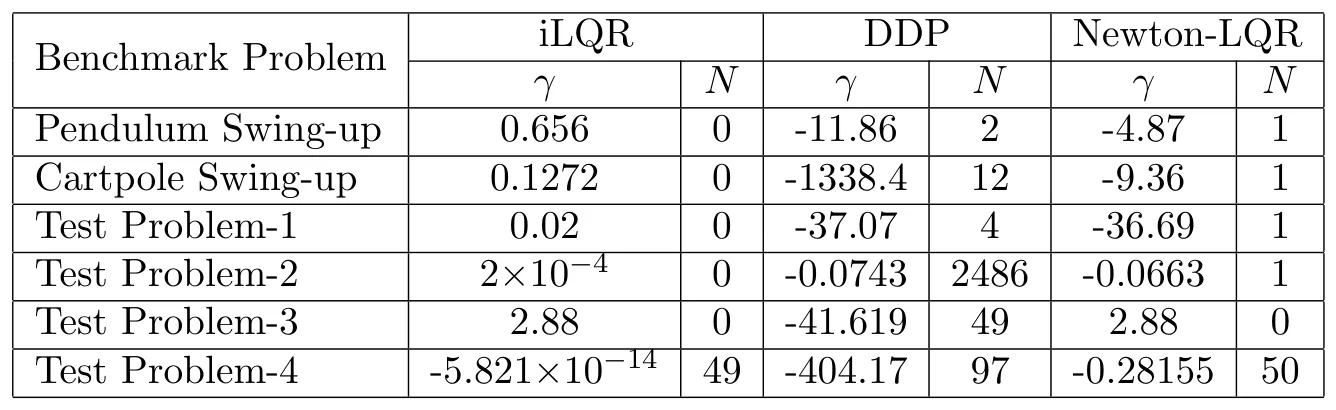 Benchmark Problem iLQR DDP Newton-LQR
γ N γ N γ N
Pendulum Swing-up 0.656 0 -11.86 2 -4.87 1
Cartpole Swing-up 0.1272 0 -1338.4 12 -9.36 1
Test Problem-1 0.02 0 -37.07 4 -36.69 1
Test Problem-2 2×10⁻⁴ 0 -0.0743 2486 -0.0663 1
Test Problem-3 2.88 0 -41.619 49 2.88 0
Test Problem-4 -5.821×10⁻¹⁴ 49 -404.17 97 -0.28155 50